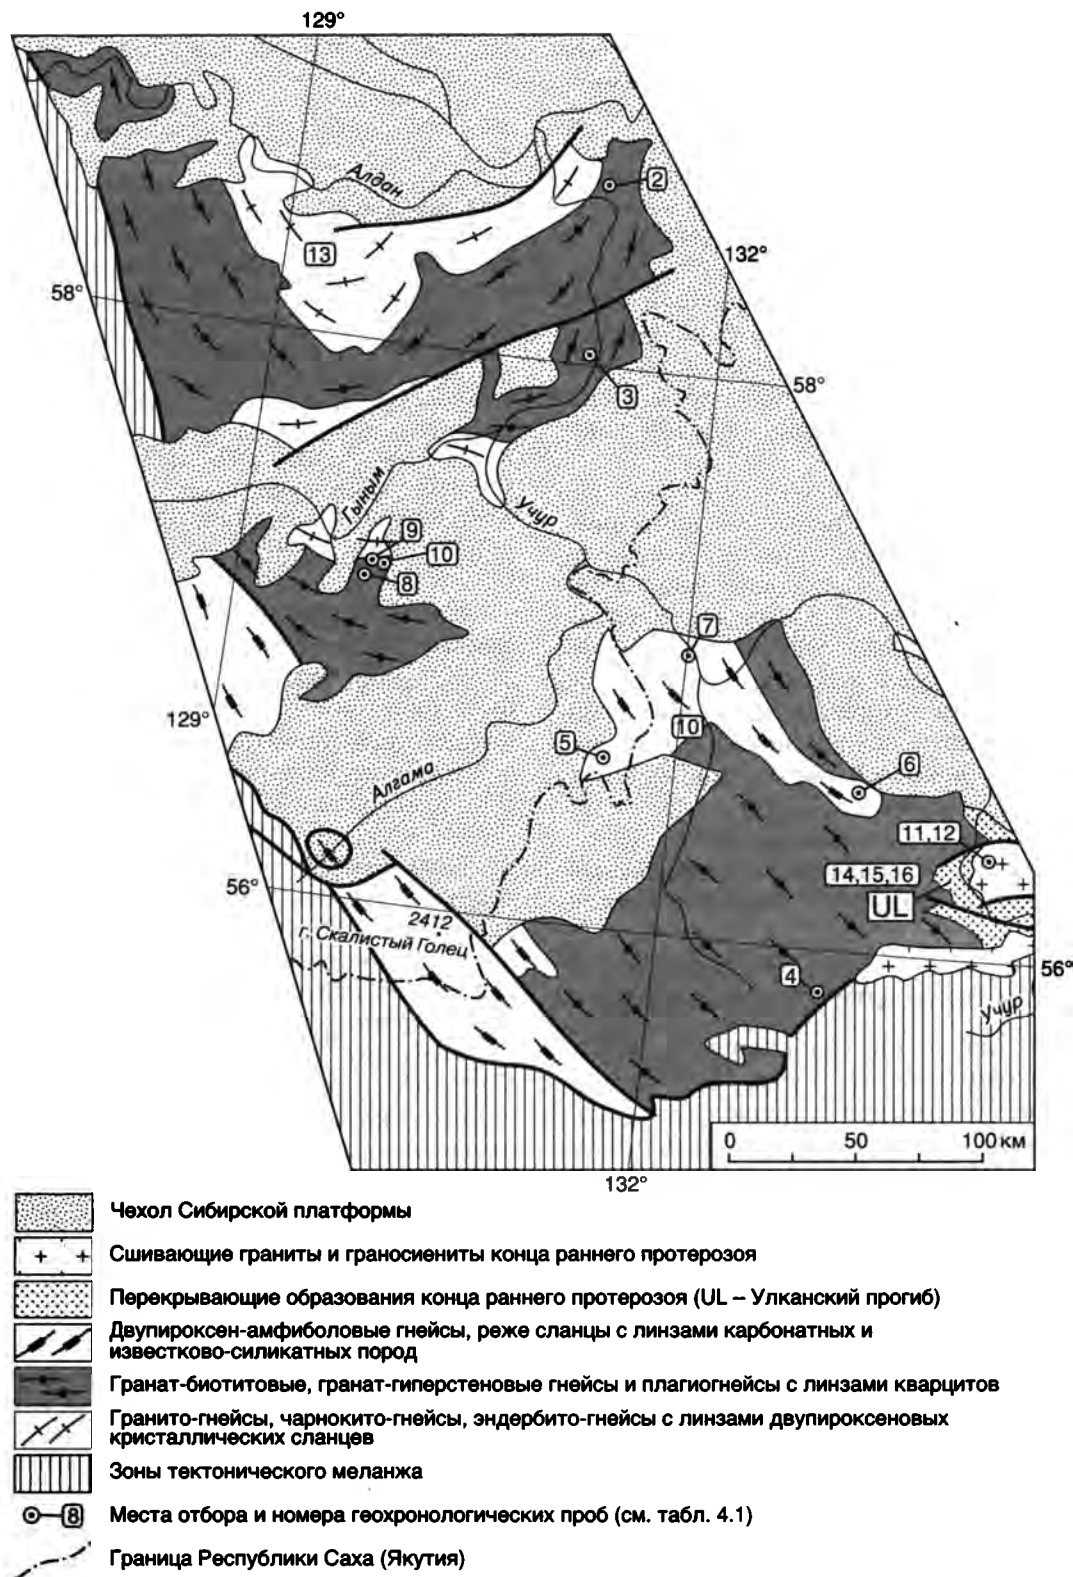 129°
Алдан
2
13
132°
58°
58°
3
Гыным
Учур
9
10
8
7
129°
10
5
6
Алгама
11,12
14,15,16
UL
56°
2412
г. Скалистый Голец
4
56°
Учур
0 50 100 км
132°
Чехол Сибирской платформы
Сшивающие граниты и граносиениты конца раннего протерозоя
Перекрывающие образования конца раннего протерозоя (UL – Улканский прогиб)
Двупироксен-амфиболовые гнейсы, реже сланцы с линзами карбонатных и
известково-силикатных пород
Гранат-биотитовые, гранат-гиперстеновые гнейсы и плагиогнейсы с линзами кварцитов
Гранито-гнейсы, чарнокито-гнейсы, эндербито-гнейсы с линзами двупироксеновых
кристаллических сланцев
Зоны тектонического меланжа
8 Места отбора и номера геохронологических проб (см. табл. 4.1)
Граница Республики Саха (Якутия)